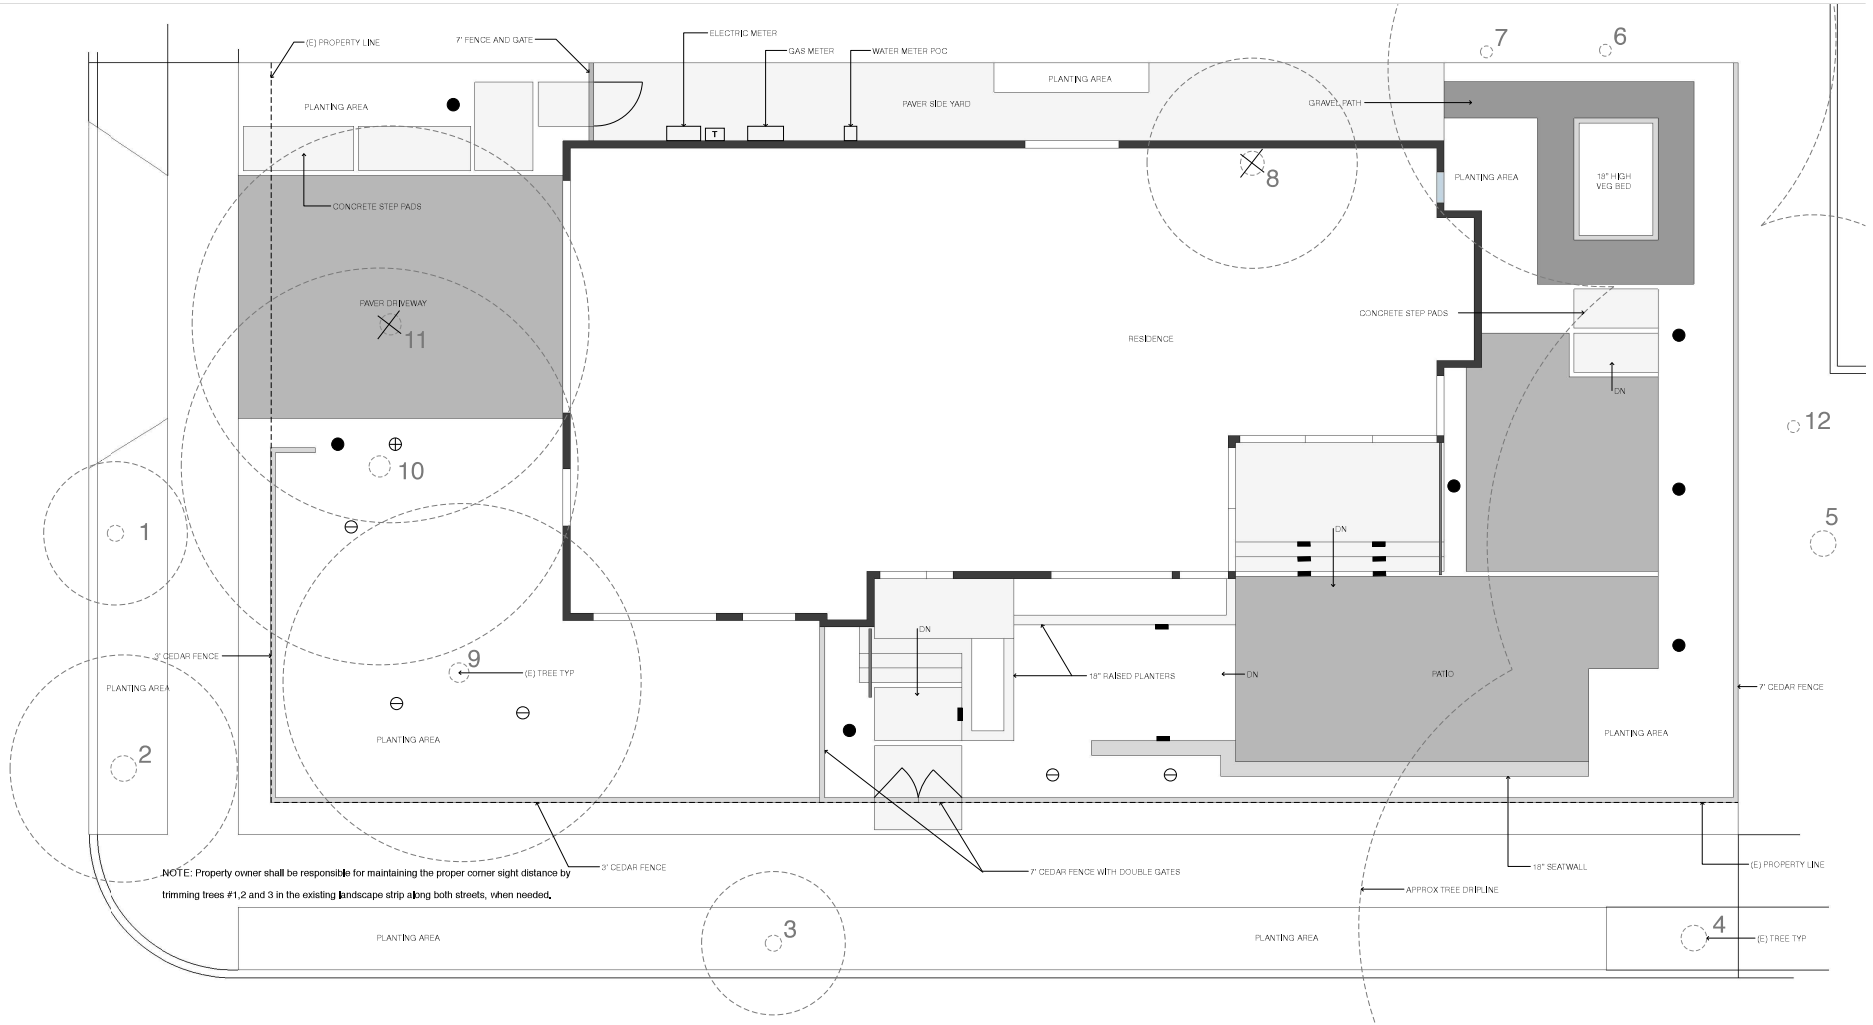 ELECTRIC METER
(E) PROPERTY LINE
7' FENCE AND GATE
GAS METER
WATER METER POC
7
6
PLANTING AREA
PLANTING AREA
PAVER SIDE YARD
GRAVEL PATH
T
8
PLANTING AREA
18" HIGH
VEG BED
CONCRETE STEP PADS
PAVER DRIVEWAY
11
CONCRETE STEP PADS
RESIDENCE
DN
12
10
1
DN
5
DN
3' CEDAR FENCE
9
(E) TREE TYP
18" RAISED PLANTERS
DN
PATIO
PLANTING AREA
7' CEDAR FENCE
2
PLANTING AREA
PLANTING AREA
3' CEDAR FENCE
7' CEDAR FENCE WITH DOUBLE GATES
18" SEATWALL
(E) PROPERTY LINE
NOTE: Property owner shall be responsible for maintaining the proper corner sight distance by
trimming trees #1,2 and 3 in the existing landscape strip along both streets, when needed.
APPROX TREE DRIPLINE
3
4
PLANTING AREA
PLANTING AREA
(E) TREE TYP